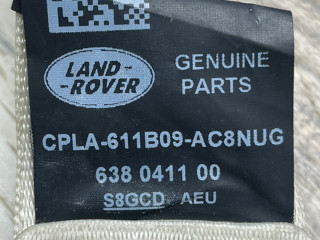 LAND-
-ROVER
GENUINE
PARTS
CPLA-611B09-AC8NUG
638 0411 00
S8GCD AEU